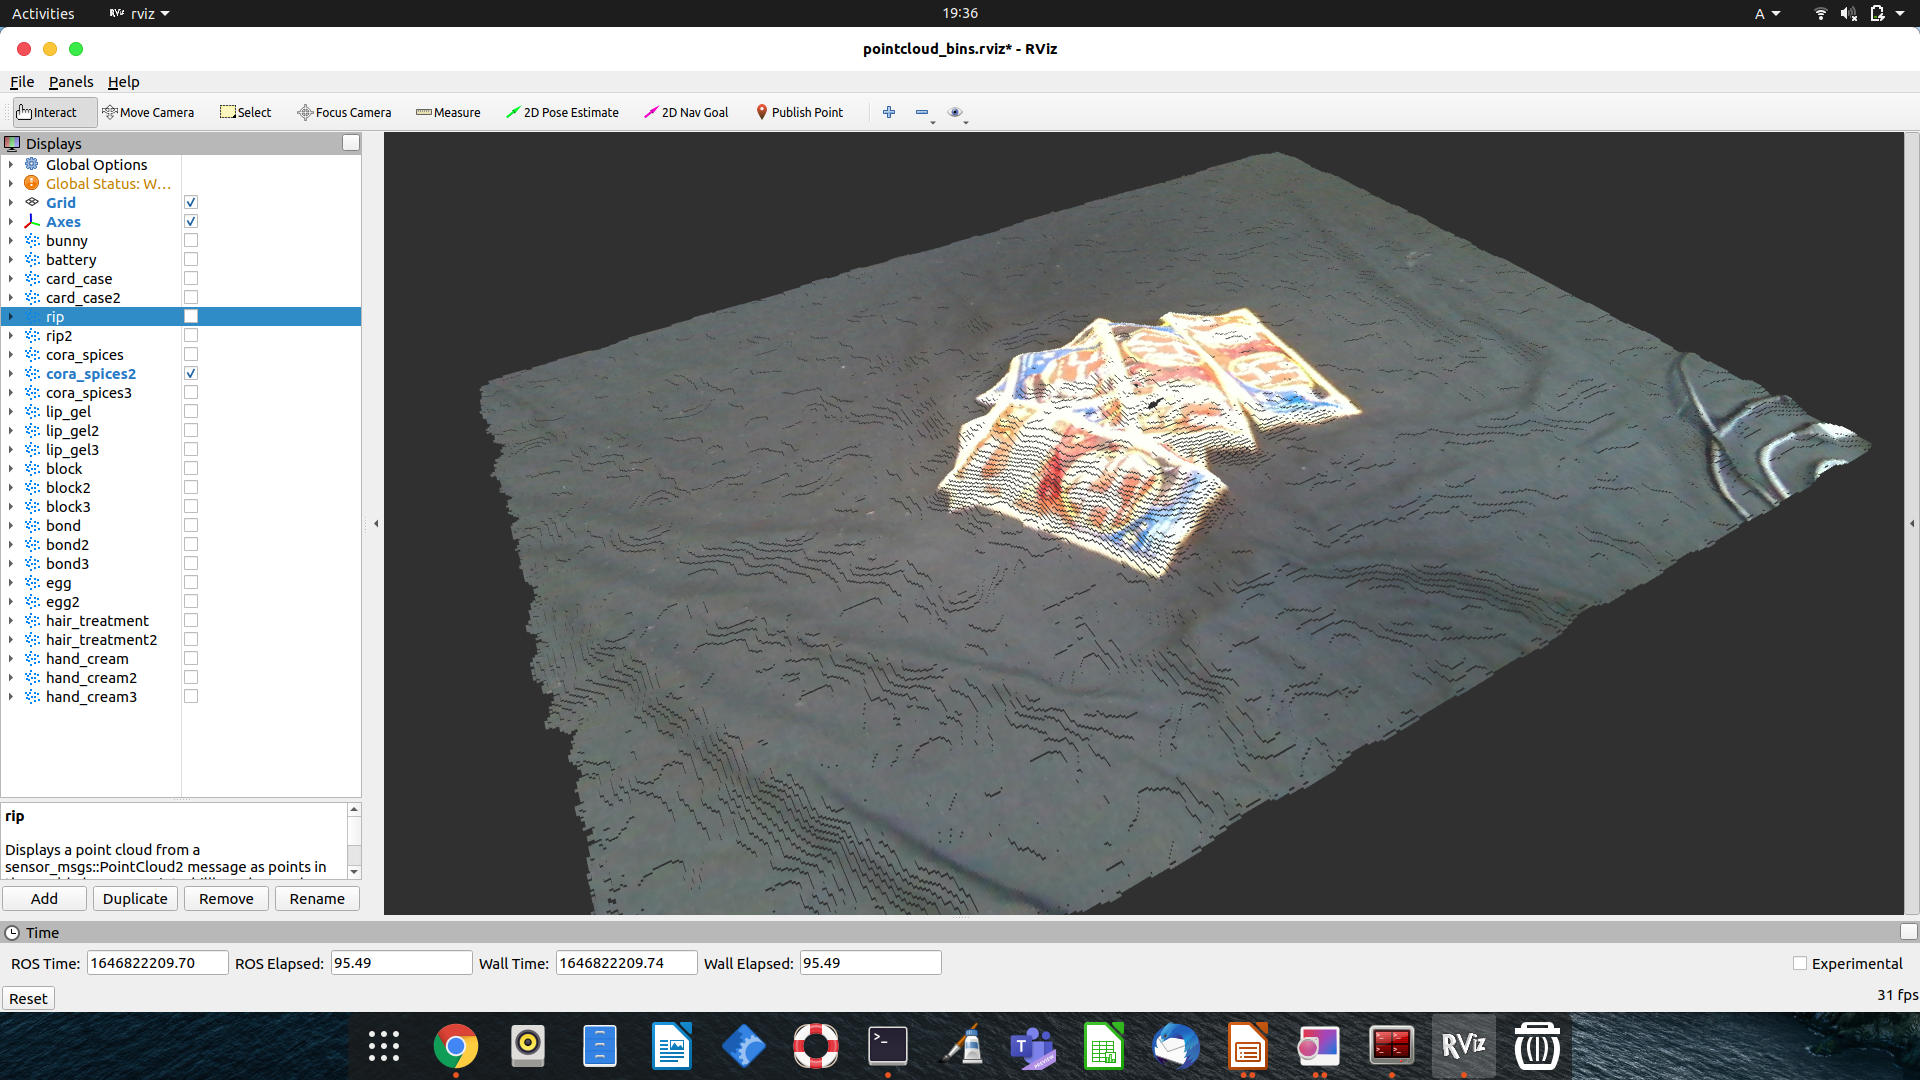 Activities
rviz
19:36
A
pointcloud_bins.rviz* - RViz
File Panels Help
Interact
Move Camera
Select
Focus Camera
Measure
2D Pose Estimate
2D Nav Goal
Publish Point
Displays
Global Options
Global Status: W...
Grid
Axes
bunny
battery
card_case
card_case2
rip
rip2
cora_spices
cora_spices2
cora_spices3
lip_gel
lip_gel2
lip_gel3
block
block2
block3
bond
bond2
bond3
egg
egg2
hair_treatment
hair_treatment2
hand_cream
hand_cream2
hand_cream3
rip
Displays a point cloud from a
sensor_msgs::PointCloud2 message as points in
Add Duplicate Remove Rename
Time
ROS Time: 1646822209.70 ROS Elapsed: 95.49 Wall Time: 1646822209.74 Wall Elapsed: 95.49 Experimental
Reset
31 fps
RViz